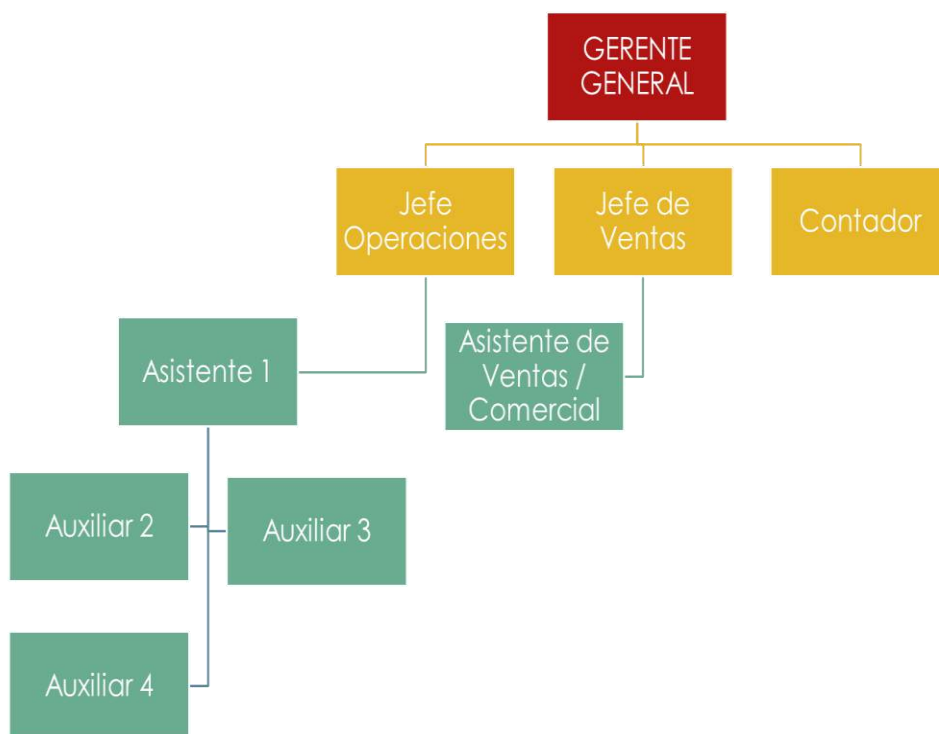 GERENTE
GENERAL
Jefe
Operaciones
Jefe de
Ventas
Contador
Asistente 1
Asistente de
Ventas /
Comercial
Auxiliar 2
Auxiliar 3
Auxiliar 4